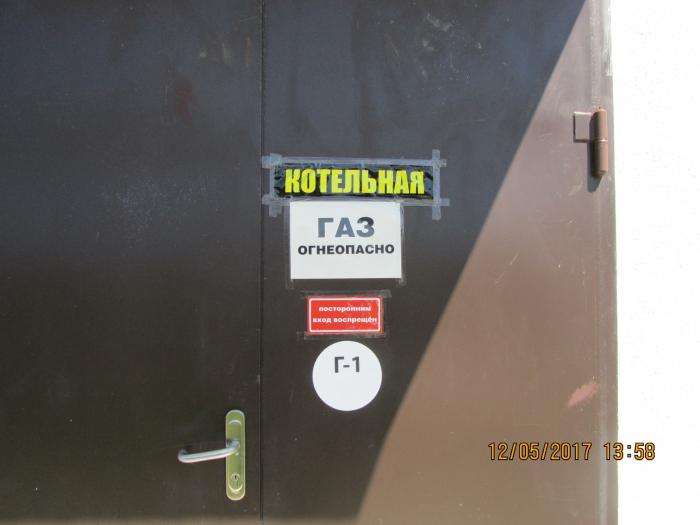 КОТЕЛЬНАЯ
ГАЗ
ОГНЕОПАСНО
посторонним
вход воспрещён
Г-1
12/05/2017 13:58